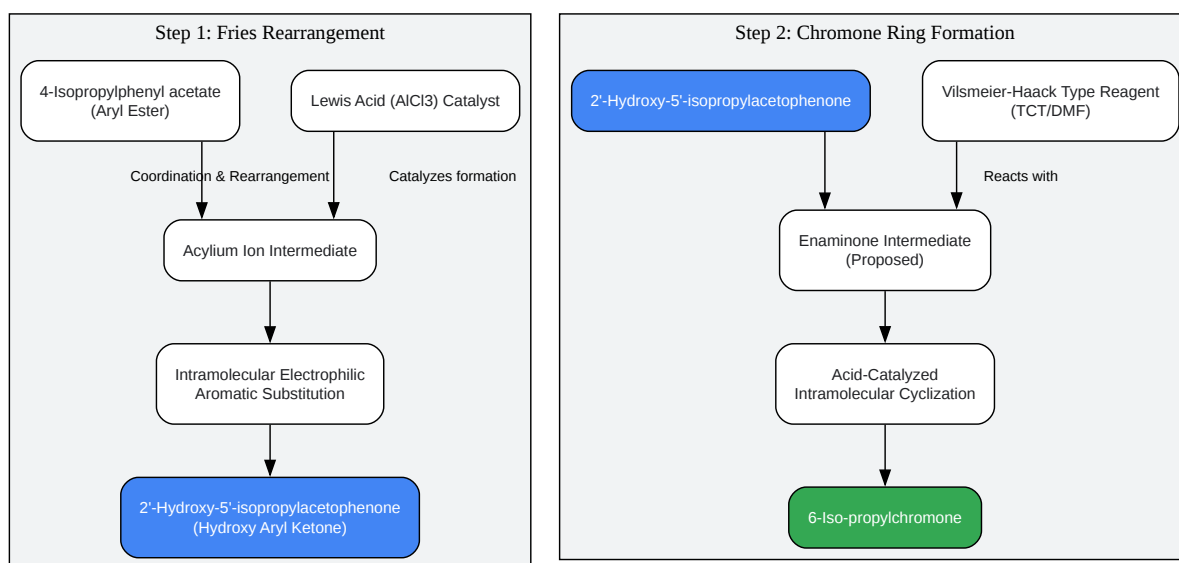 Step 1: Fries Rearrangement
4-Isopropylphenyl acetate
(Aryl Ester)
Lewis Acid (AlCl3) Catalyst
Coordination & Rearrangement
Catalyzes formation
Acylium Ion Intermediate
Intramolecular Electrophilic
Aromatic Substitution
2'-Hydroxy-5'-isopropylacetophenone
(Hydroxy Aryl Ketone)
Step 2: Chromone Ring Formation
2'-Hydroxy-5'-isopropylacetophenone
Vilsmeier-Haack Type Reagent
(TCT/DMF)
Reacts with
Enaminone Intermediate
(Proposed)
Acid-Catalyzed
Intramolecular Cyclization
6-Iso-propylchromone